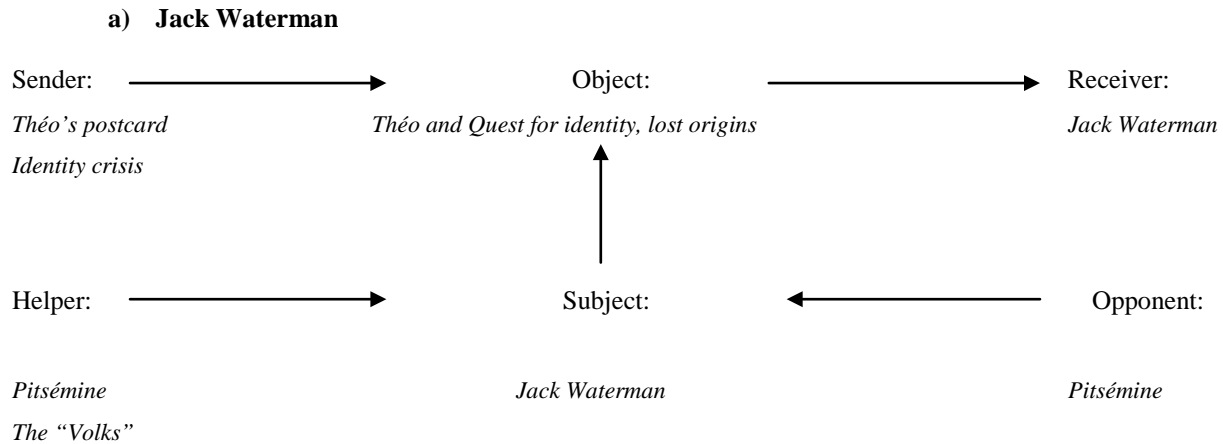 a) Jack Waterman
Sender: Object: Receiver:
Théo’s postcard Théo and Quest for identity, lost origins Jack Waterman
Identity crisis
Helper: Subject: Opponent:
Pitsémine Jack Waterman Pitsémine
The “Volks”